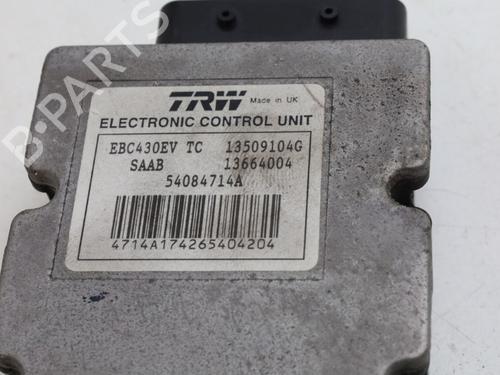 B-PARTS
TRW Made in UK
ELECTRONIC CONTROL UNIT
EBC430EV TC 13509104G
SAAB 13664004
54084714A
4714A174265404204